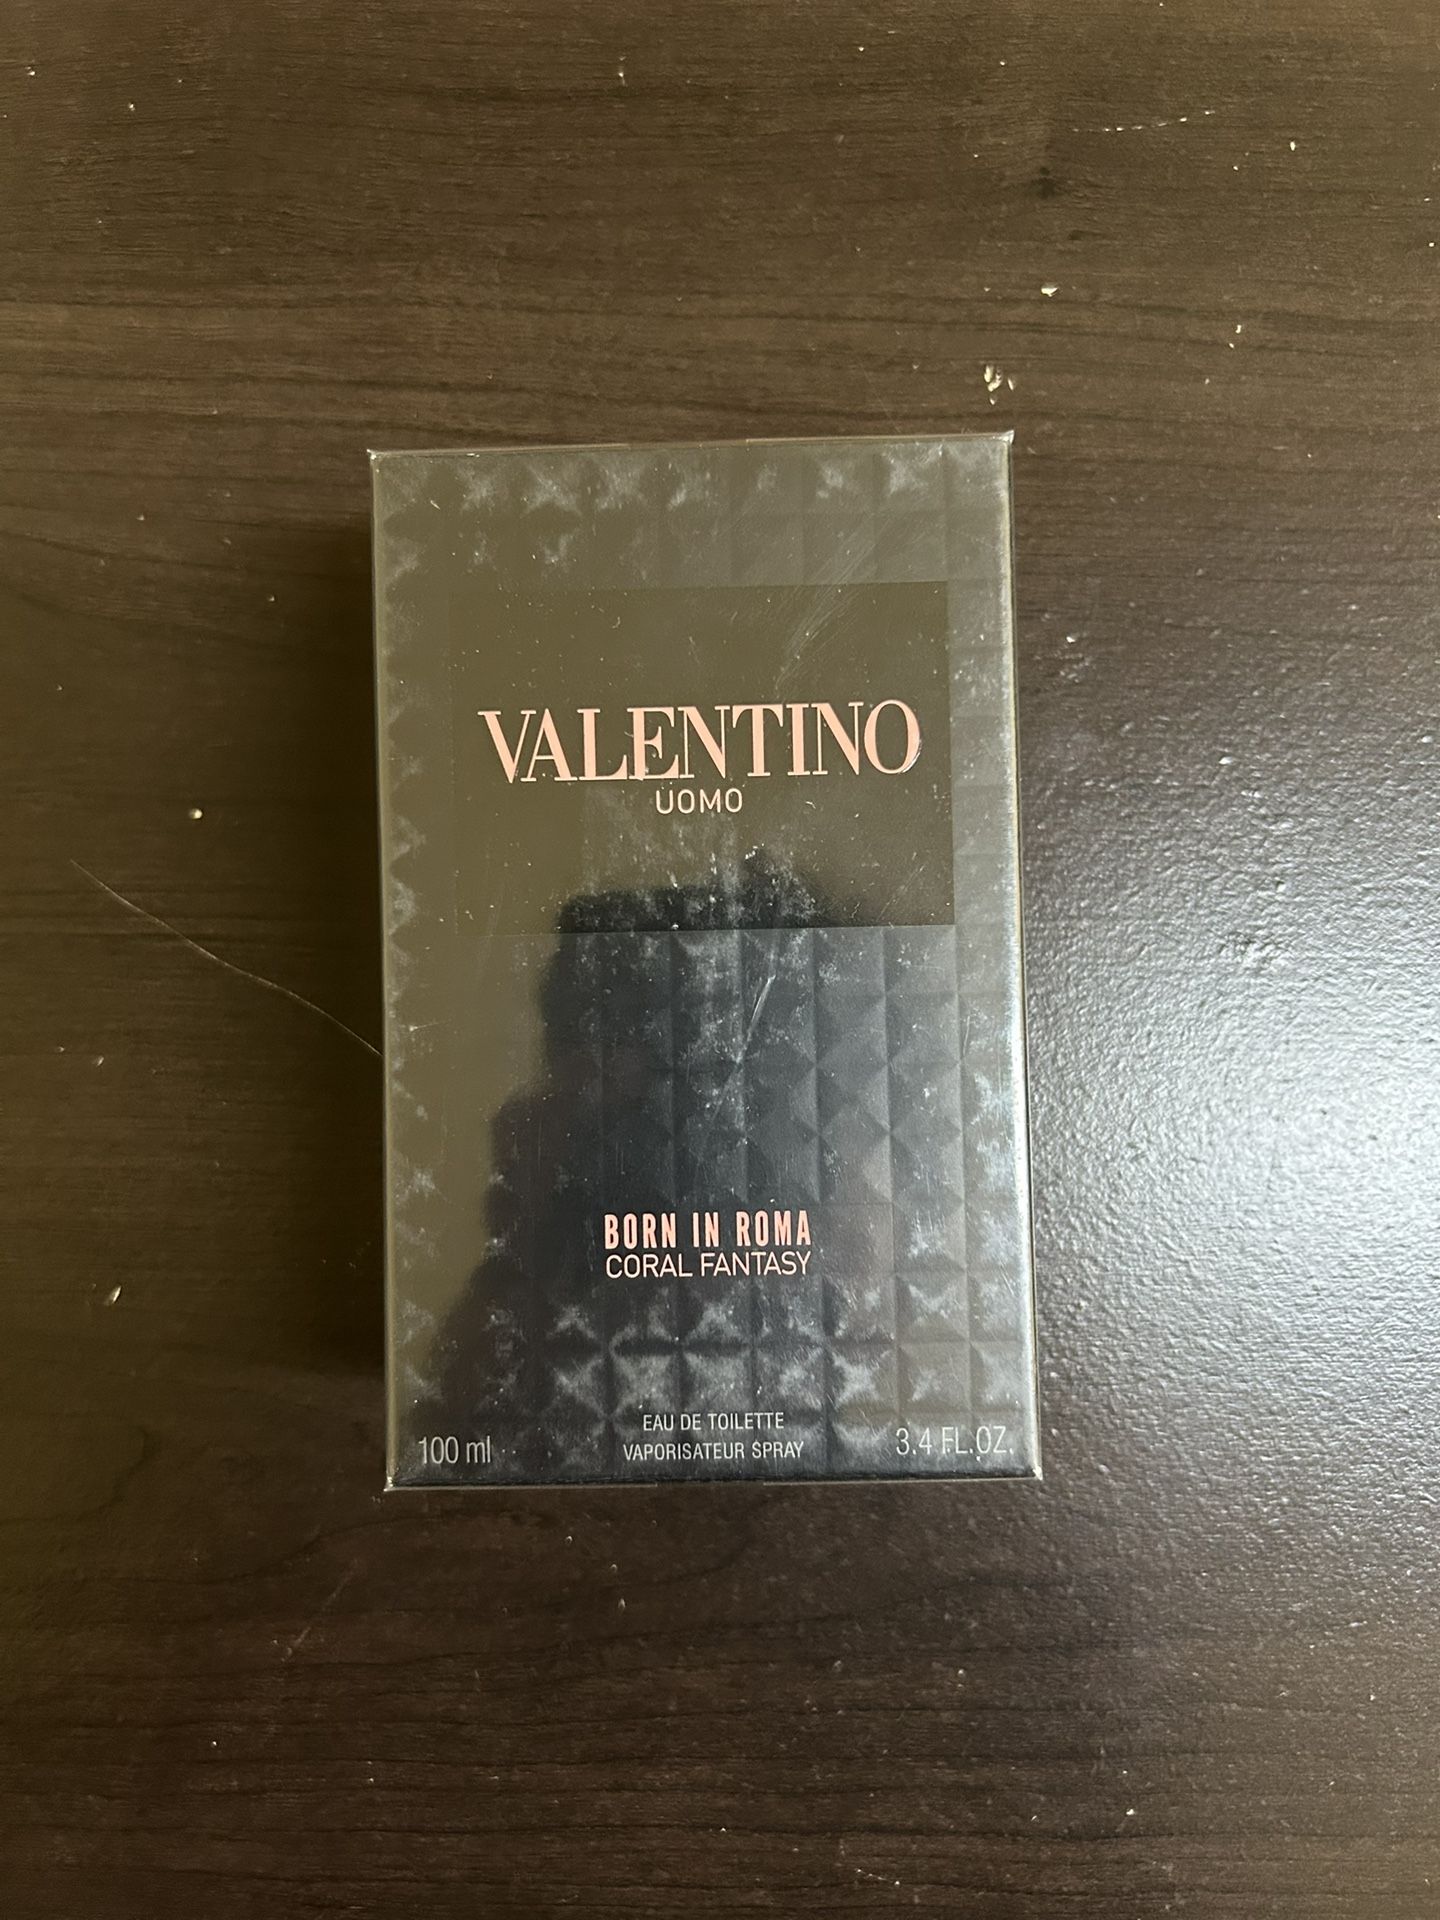 VALENTINO
UOMO
BORN IN ROMA
CORAL FANTASY
EAU DE TOILETTE
100 ml VAPORISATEUR SPRAY 3.4 FL.OZ.